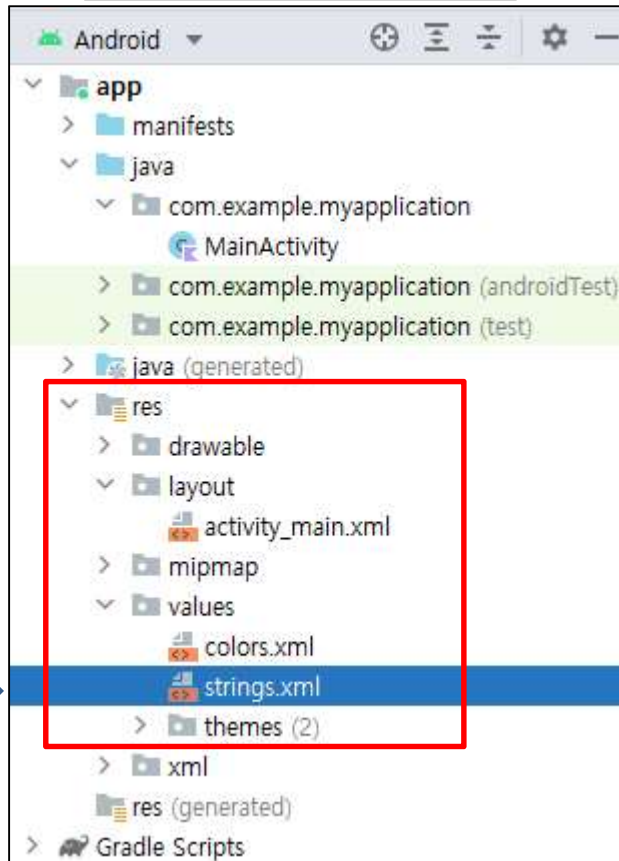 Android
app
manifests
java
com.example.myapplication
MainActivity
com.example.myapplication (androidTest)
com.example.myapplication (test)
java (generated)
res
drawable
layout
activity_main.xml
mipmap
values
colors.xml
strings.xml
themes (2)
xml
res (generated)
Gradle Scripts